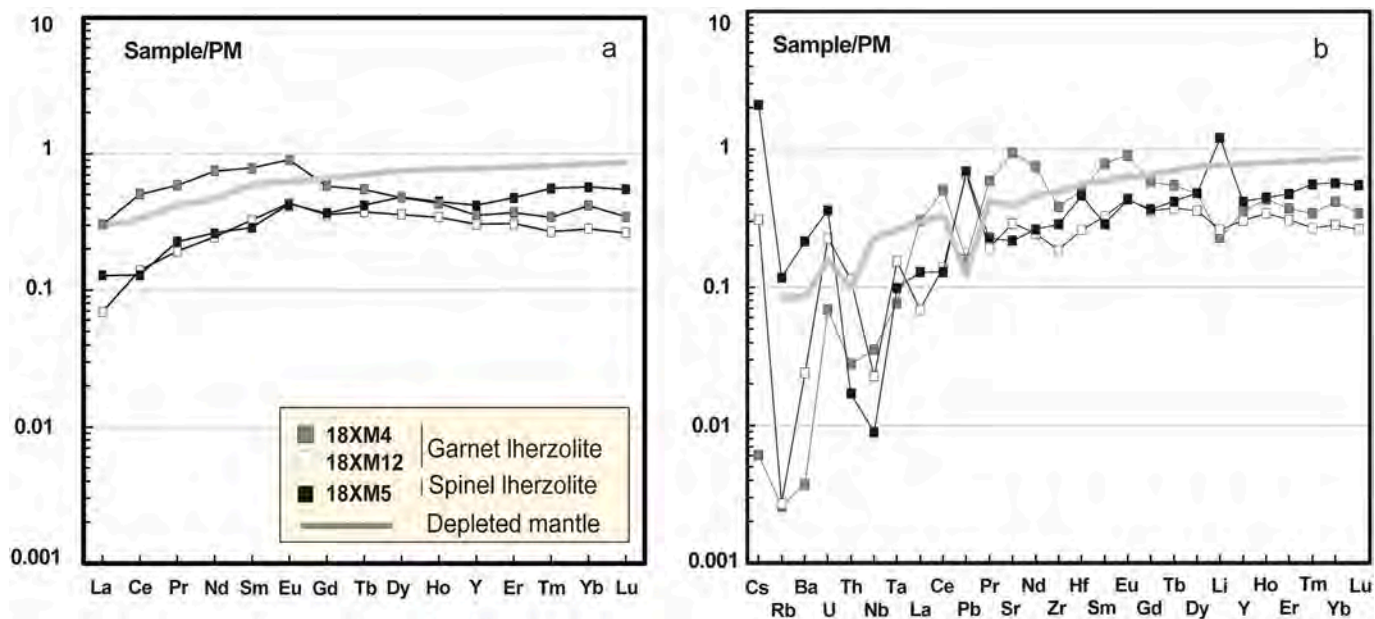 10
1
0.1
0.01
0.001
Sample/PM
a
18XM4
18XM12
Garnet lherzolite
18XM5
Spinel lherzolite
Depleted mantle
La Ce Pr Nd Sm Eu Gd Tb Dy Ho Y Er Tm Yb Lu
10
1
0.1
0.01
0.001
Sample/PM
b
Cs Ba Th Ta Ce Pr Nd Hf Eu Tb Li Ho Tm Lu
Rb U Nb La Pb Sr Zr Sm Gd Dy Y Er Yb